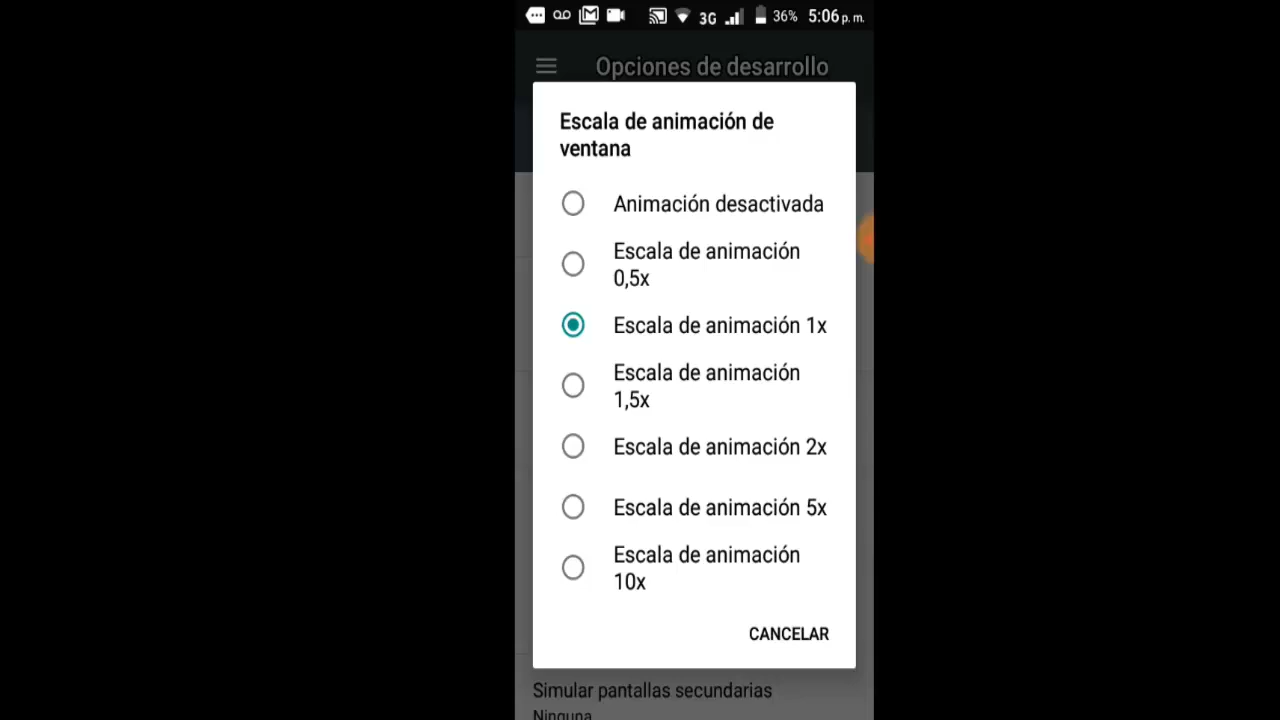 3G 36% 5:06 p. m.
Opciones de desarrollo
Escala de animación de
ventana
Animación desactivada
Escala de animación
0,5x
Escala de animación 1x
Escala de animación
1,5x
Escala de animación 2x
Escala de animación 5x
Escala de animación
10x
CANCELAR
Simular pantallas secundarias
Ninguna